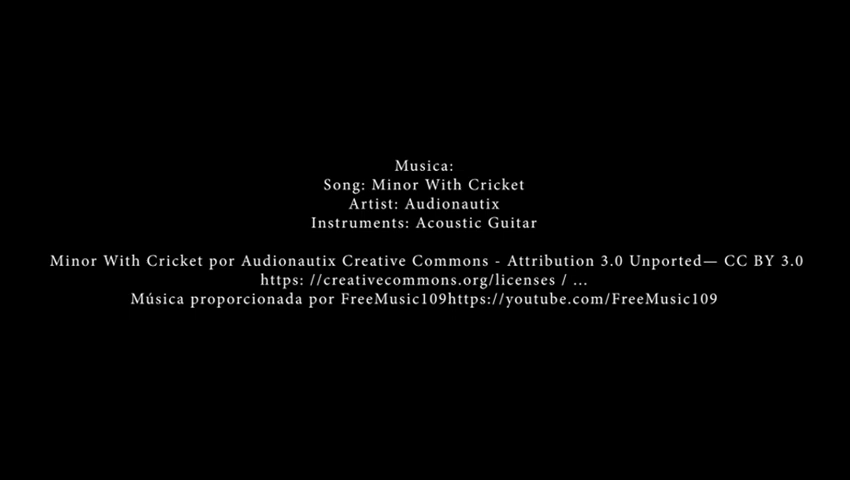 Musica:
Song: Minor With Cricket
Artist: Audionautix
Instruments: Acoustic Guitar
Minor With Cricket por Audionautix Creative Commons - Attribution 3.0 Unported— CC BY 3.0
https: //creativecommons.org/licenses / ...
Música proporcionada por FreeMusic109https://youtube.com/FreeMusic109